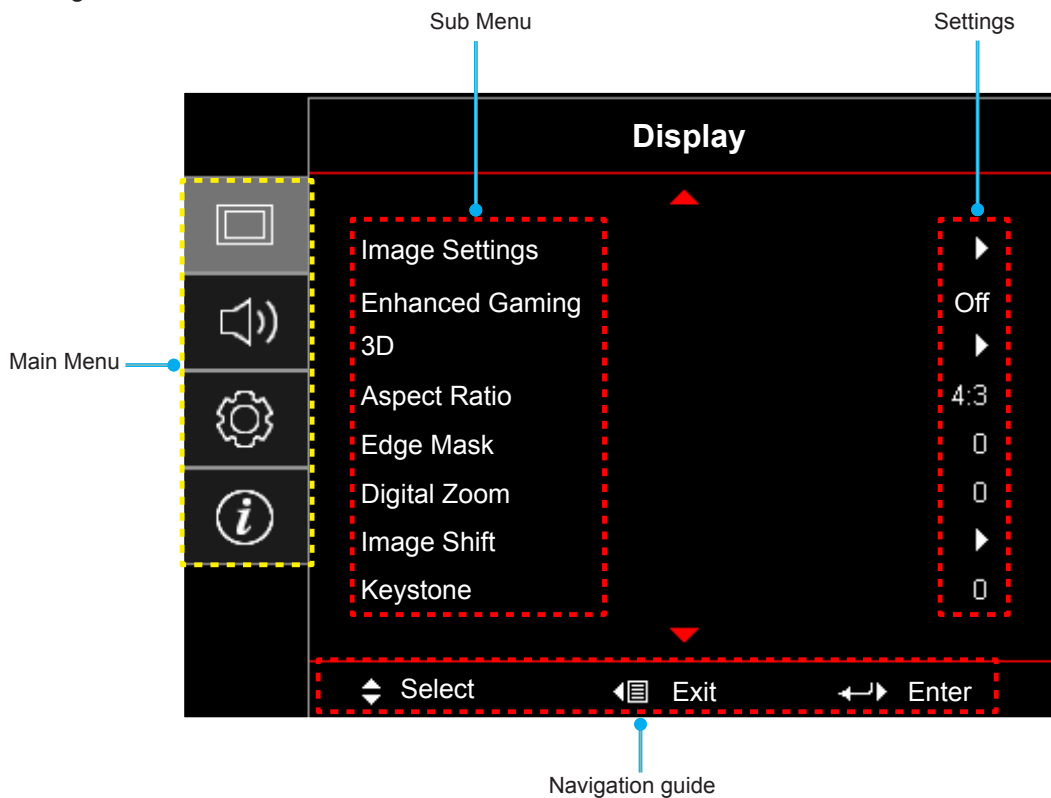 Sub Menu Settings
Display
Image Settings
Enhanced Gaming Off
3D
Main Menu
Aspect Ratio 4:3
Edge Mask 0
Digital Zoom 0
Image Shift
Keystone 0
Select Exit Enter
Navigation guide